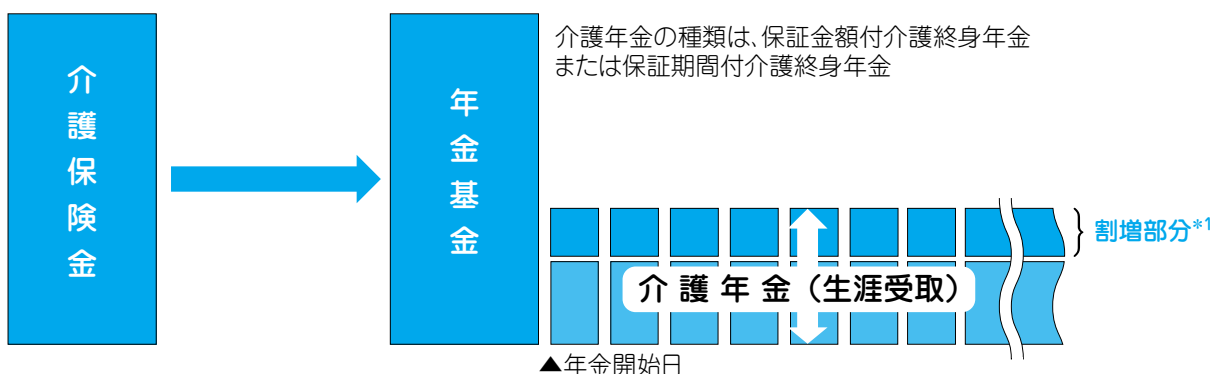 介護保険金
年金基金
介護年金の種類は、保証金額付介護終身年金
または保証期間付介護終身年金
割増部分*1
介護年金（生涯受取）
▲年金開始日